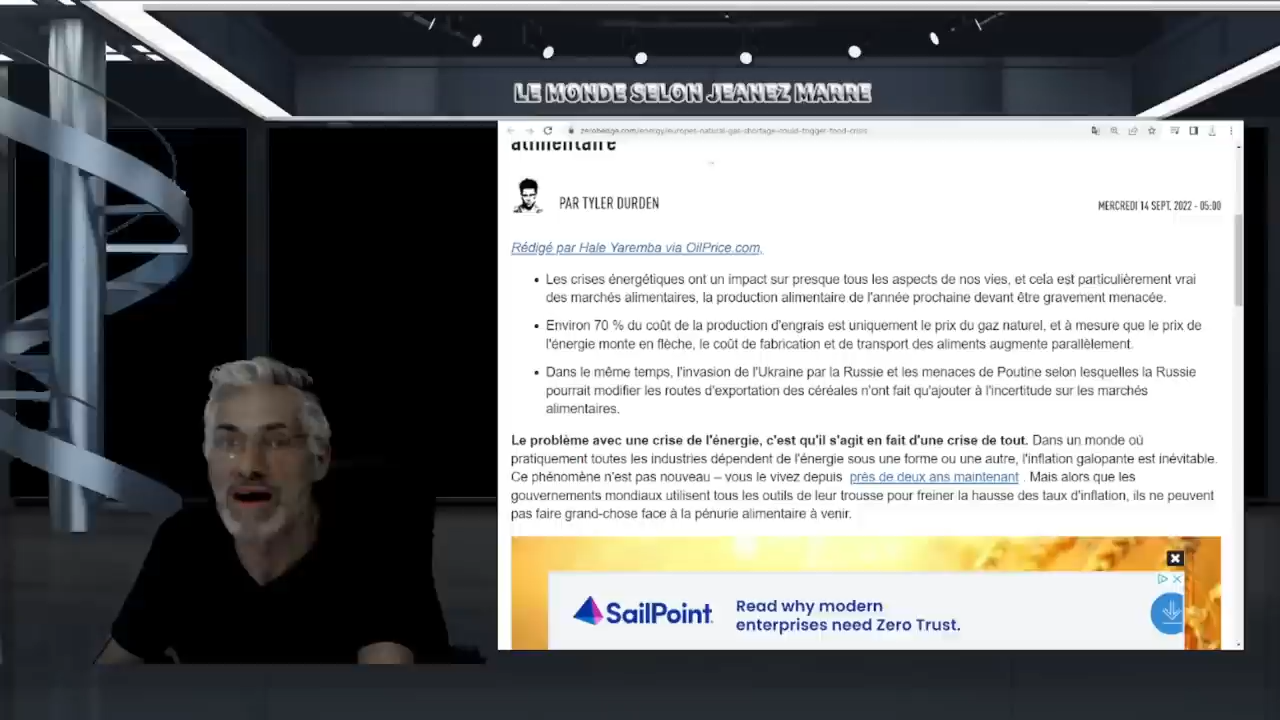 LE MONDE SELON JEANEZ MARRE
zerohedge.com/energy/europes-natural-gas-shortage-could-trigger-food-crisis
alimentaire
PAR TYLER DURDEN
MERCREDI 14 SEPT. 2022 - 05:00
Rédigé par Hale Yaremba via OilPrice.com,
• Les crises énergétiques ont un impact sur presque tous les aspects de nos vies, et cela est particulièrement vrai
des marchés alimentaires, la production alimentaire de l'année prochaine devant être gravement menacée.
• Environ 70 % du coût de la production d'engrais est uniquement le prix du gaz naturel, et à mesure que le prix de
l'énergie monte en flèche, le coût de fabrication et de transport des aliments augmente parallèlement.
• Dans le même temps, l'invasion de l'Ukraine par la Russie et les menaces de Poutine selon lesquelles la Russie
pourrait modifier les routes d'exportation des céréales n'ont fait qu'ajouter à l'incertitude sur les marchés
alimentaires.
Le problème avec une crise de l'énergie, c'est qu'il s'agit en fait d'une crise de tout. Dans un monde où
pratiquement toutes les industries dépendent de l'énergie sous une forme ou une autre, l'inflation galopante est inévitable.
Ce phénomène n'est pas nouveau – vous le vivez depuis près de deux ans maintenant . Mais alors que les
gouvernements mondiaux utilisent tous les outils de leur trousse pour freiner la hausse des taux d'inflation, ils ne peuvent
pas faire grand-chose face à la pénurie alimentaire à venir.
SailPoint
Read why modern
enterprises need Zero Trust.